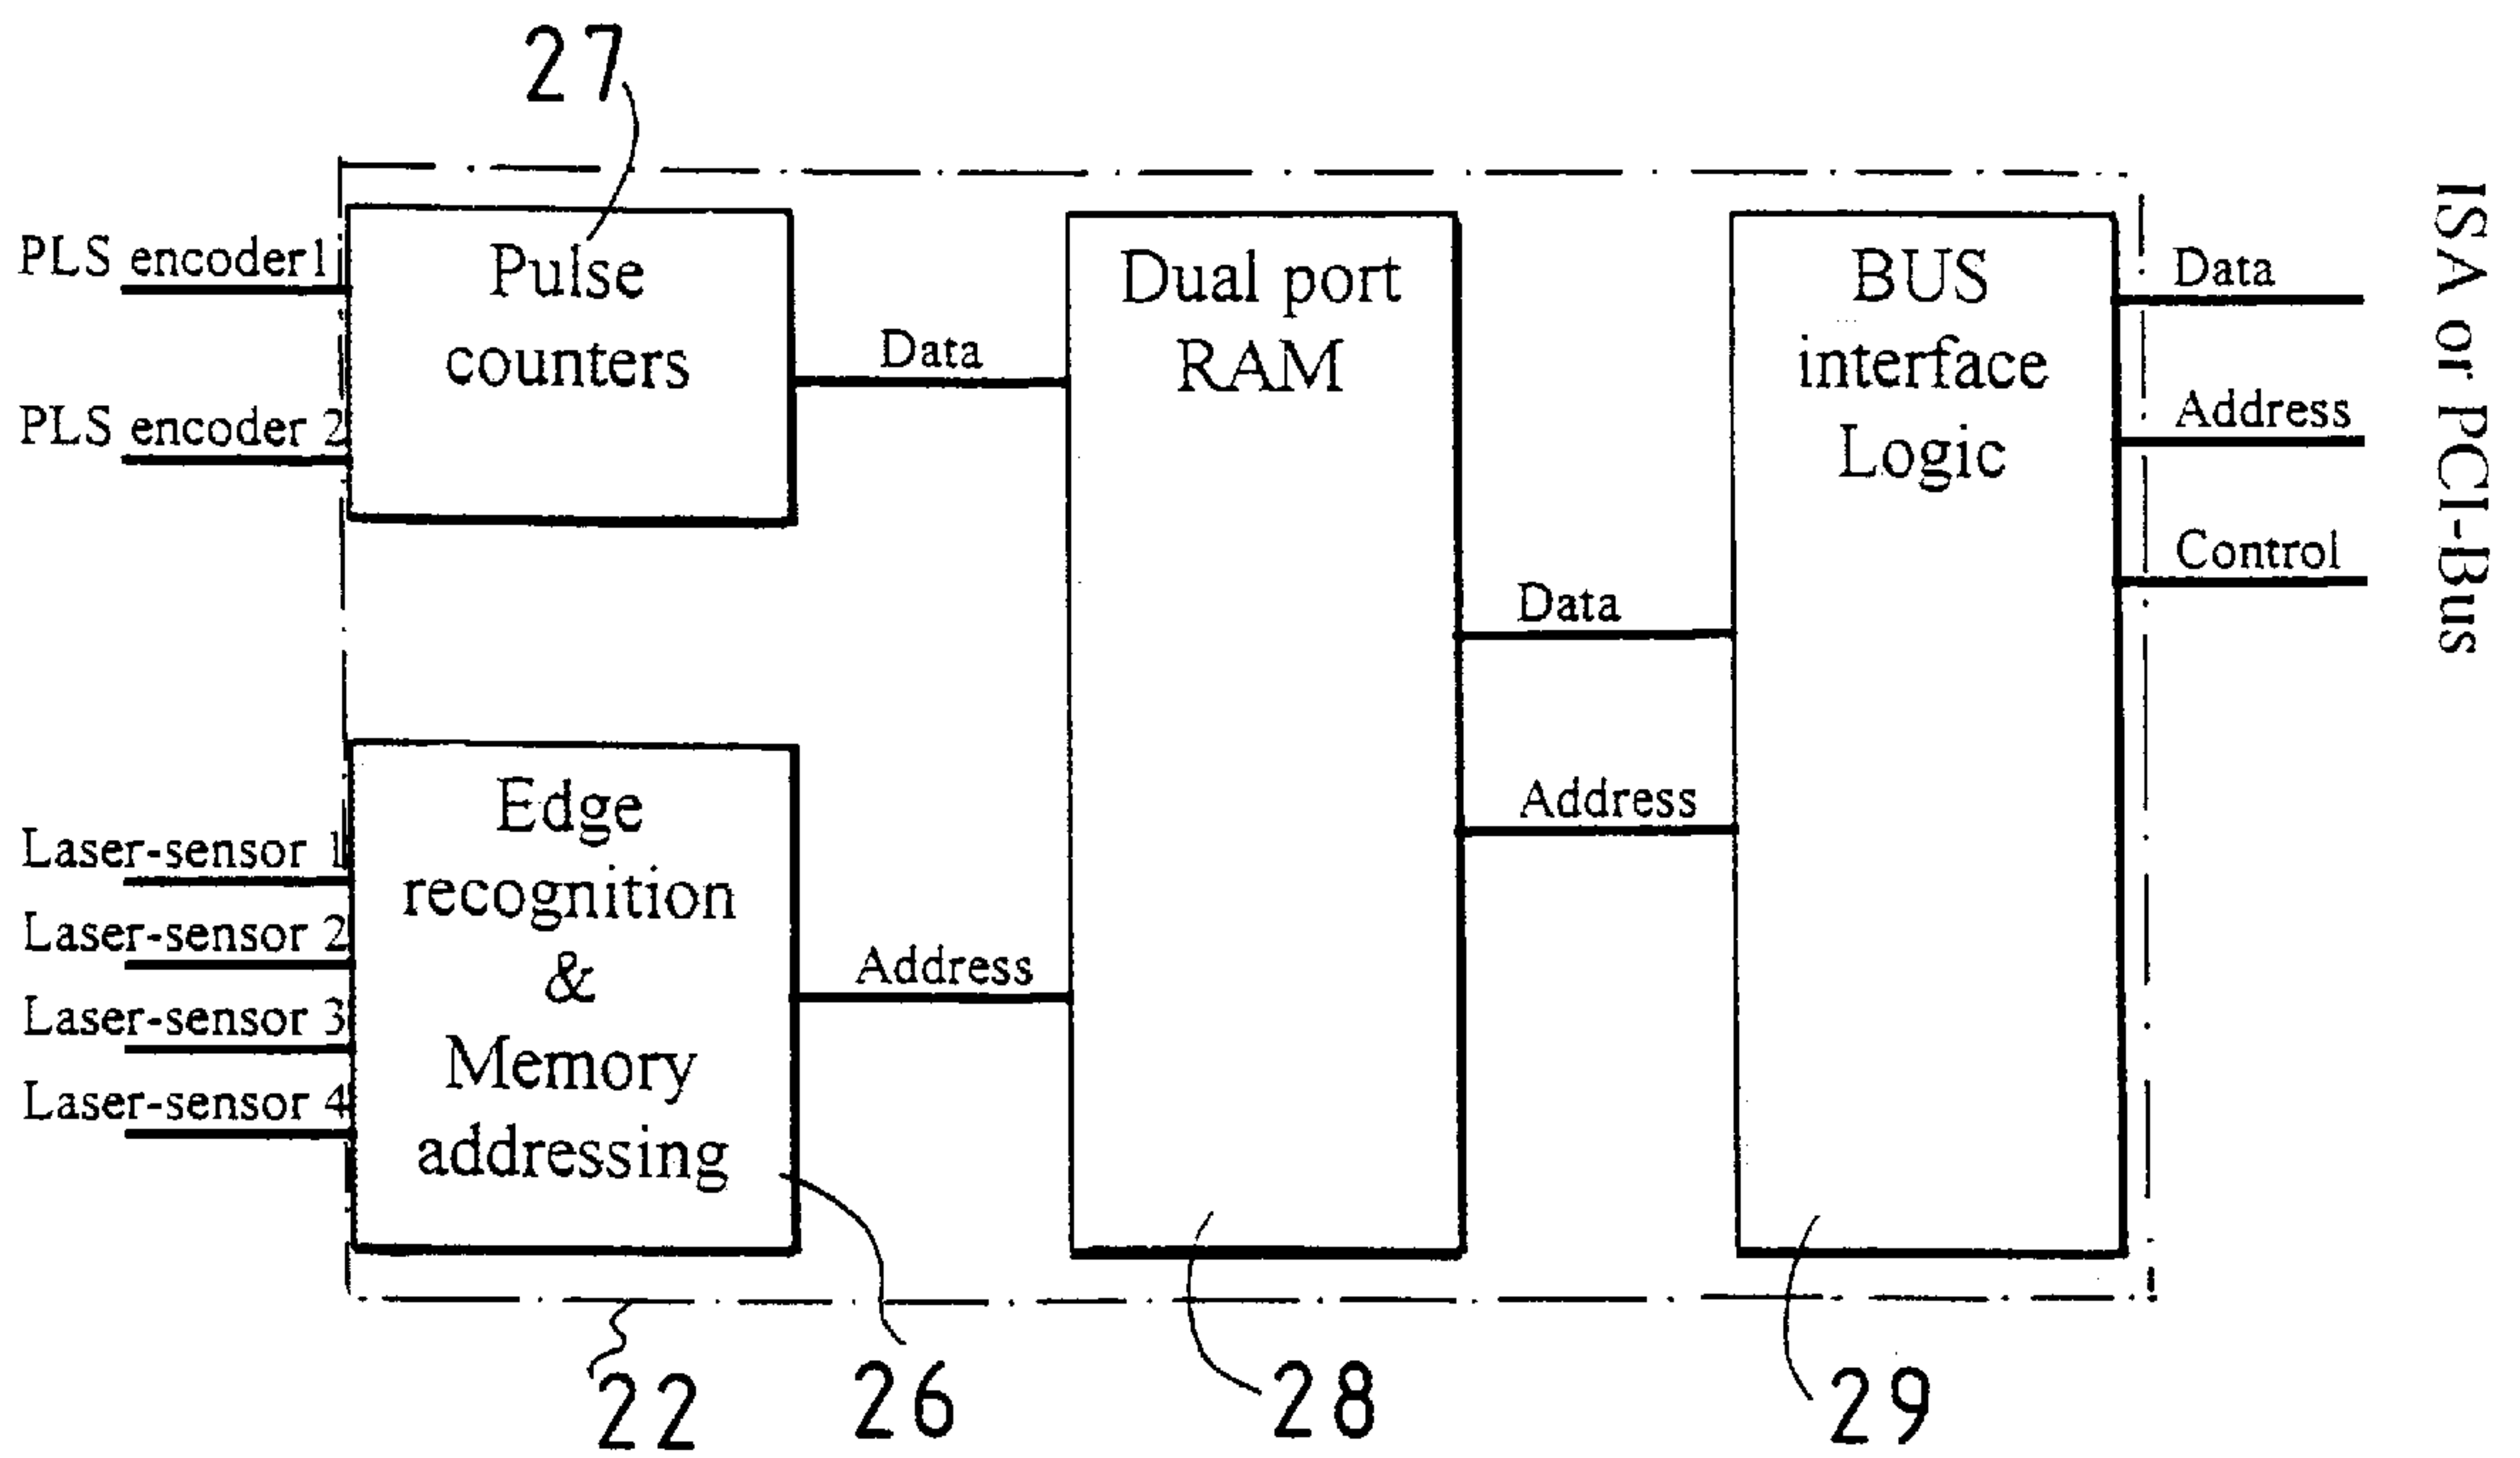 27
PLS encoder1
PLS encoder 2
Pulse
counters
Data
Dual port
RAM
BUS
interface
Logic
Data
Address
Control
ISA or PCI-Bus
Data
Address
Laser-sensor 1
Laser-sensor 2
Laser-sensor 3
Laser-sensor 4
Edge
recognition
&
Memory
addressing
Address
22
26
28
29